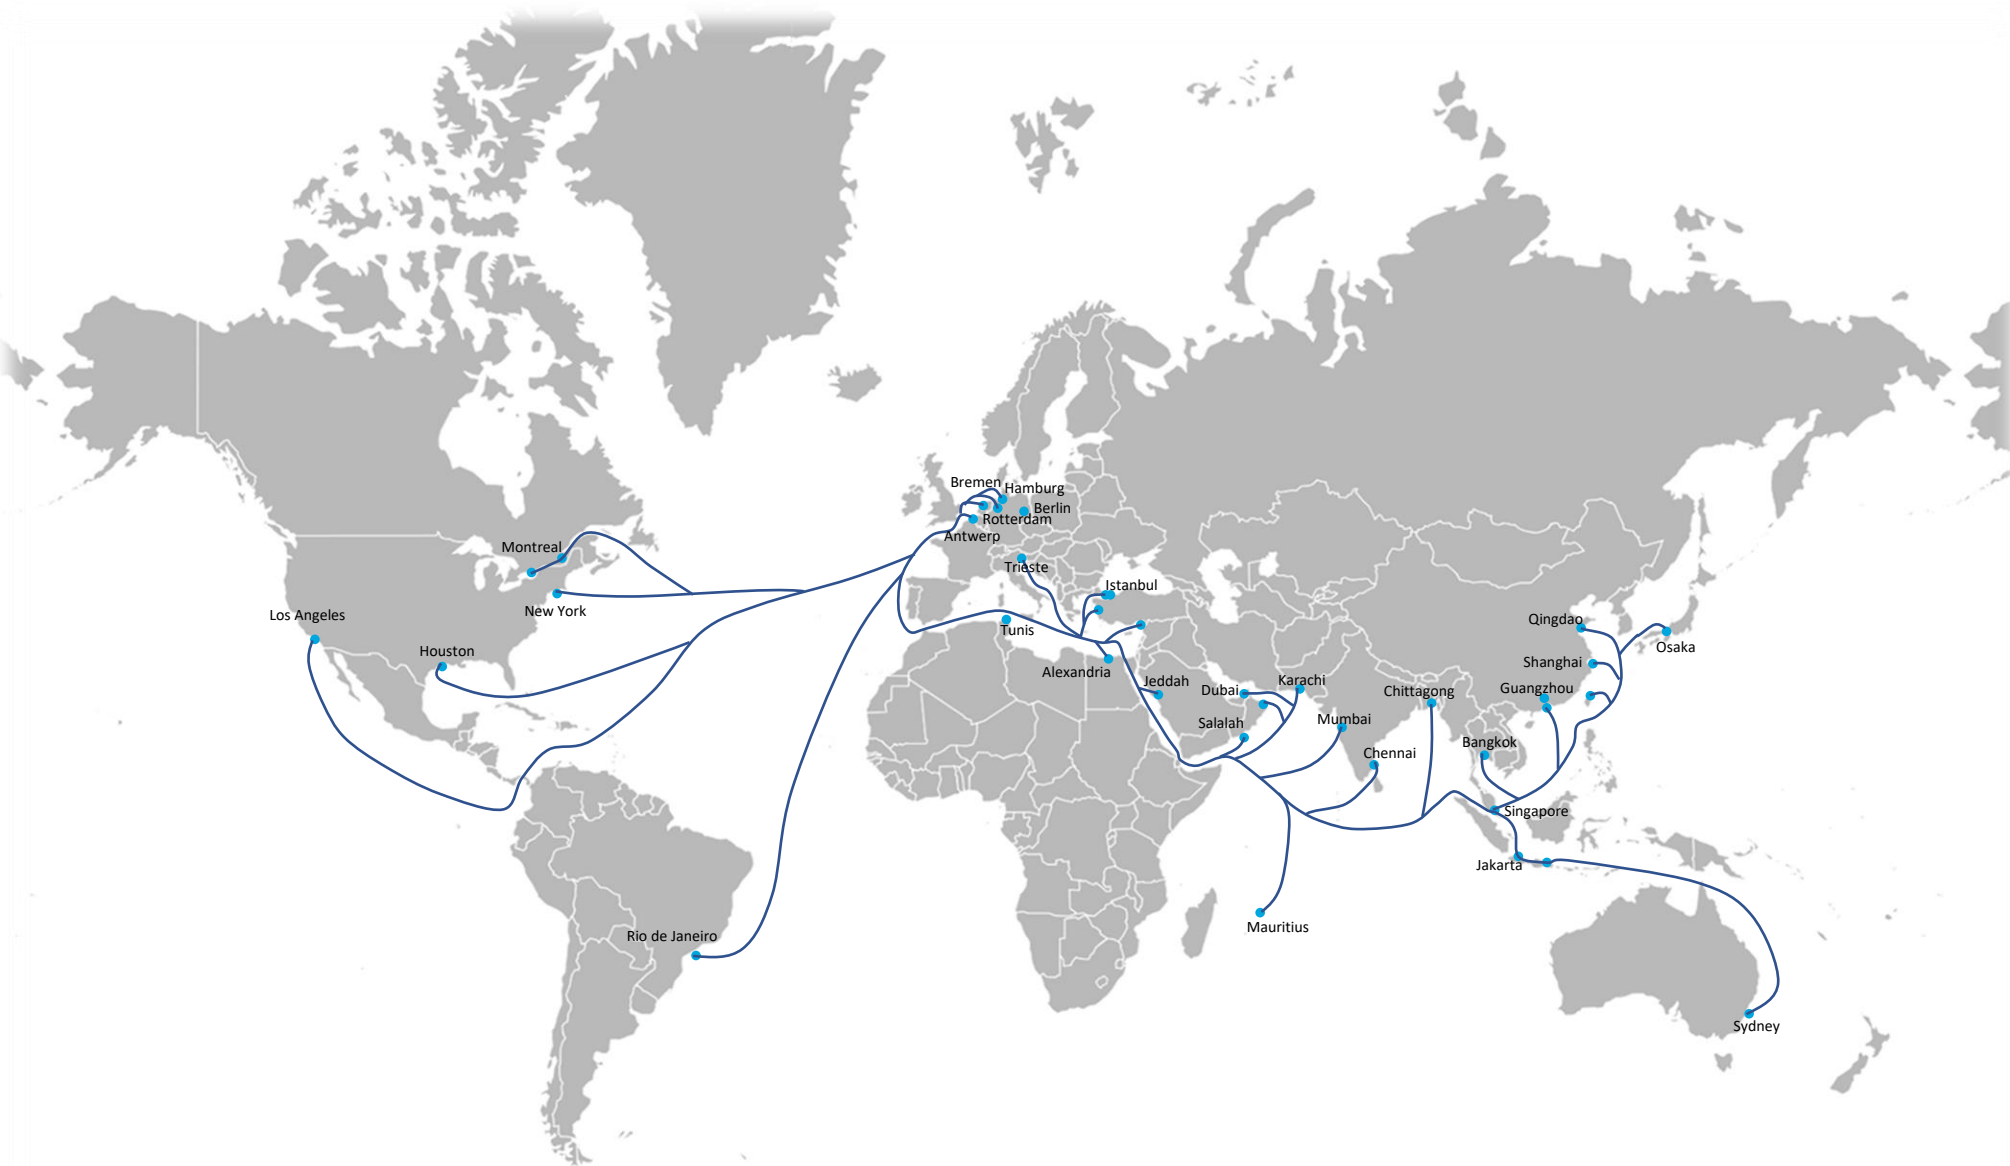 Bremen
Hamburg
Berlin
Rotterdam
Antwerp
Montreal
Trieste
Istanbul
New York
Los Angeles
Tunis
Qingdao
Osaka
Houston
Alexandria
Shanghai
Jeddah
Karachi
Dubai
Chittagong
Guangzhou
Salalah
Mumbai
Bangkok
Chennai
Singapore
Jakarta
Mauritius
Rio de Janeiro
Sydney